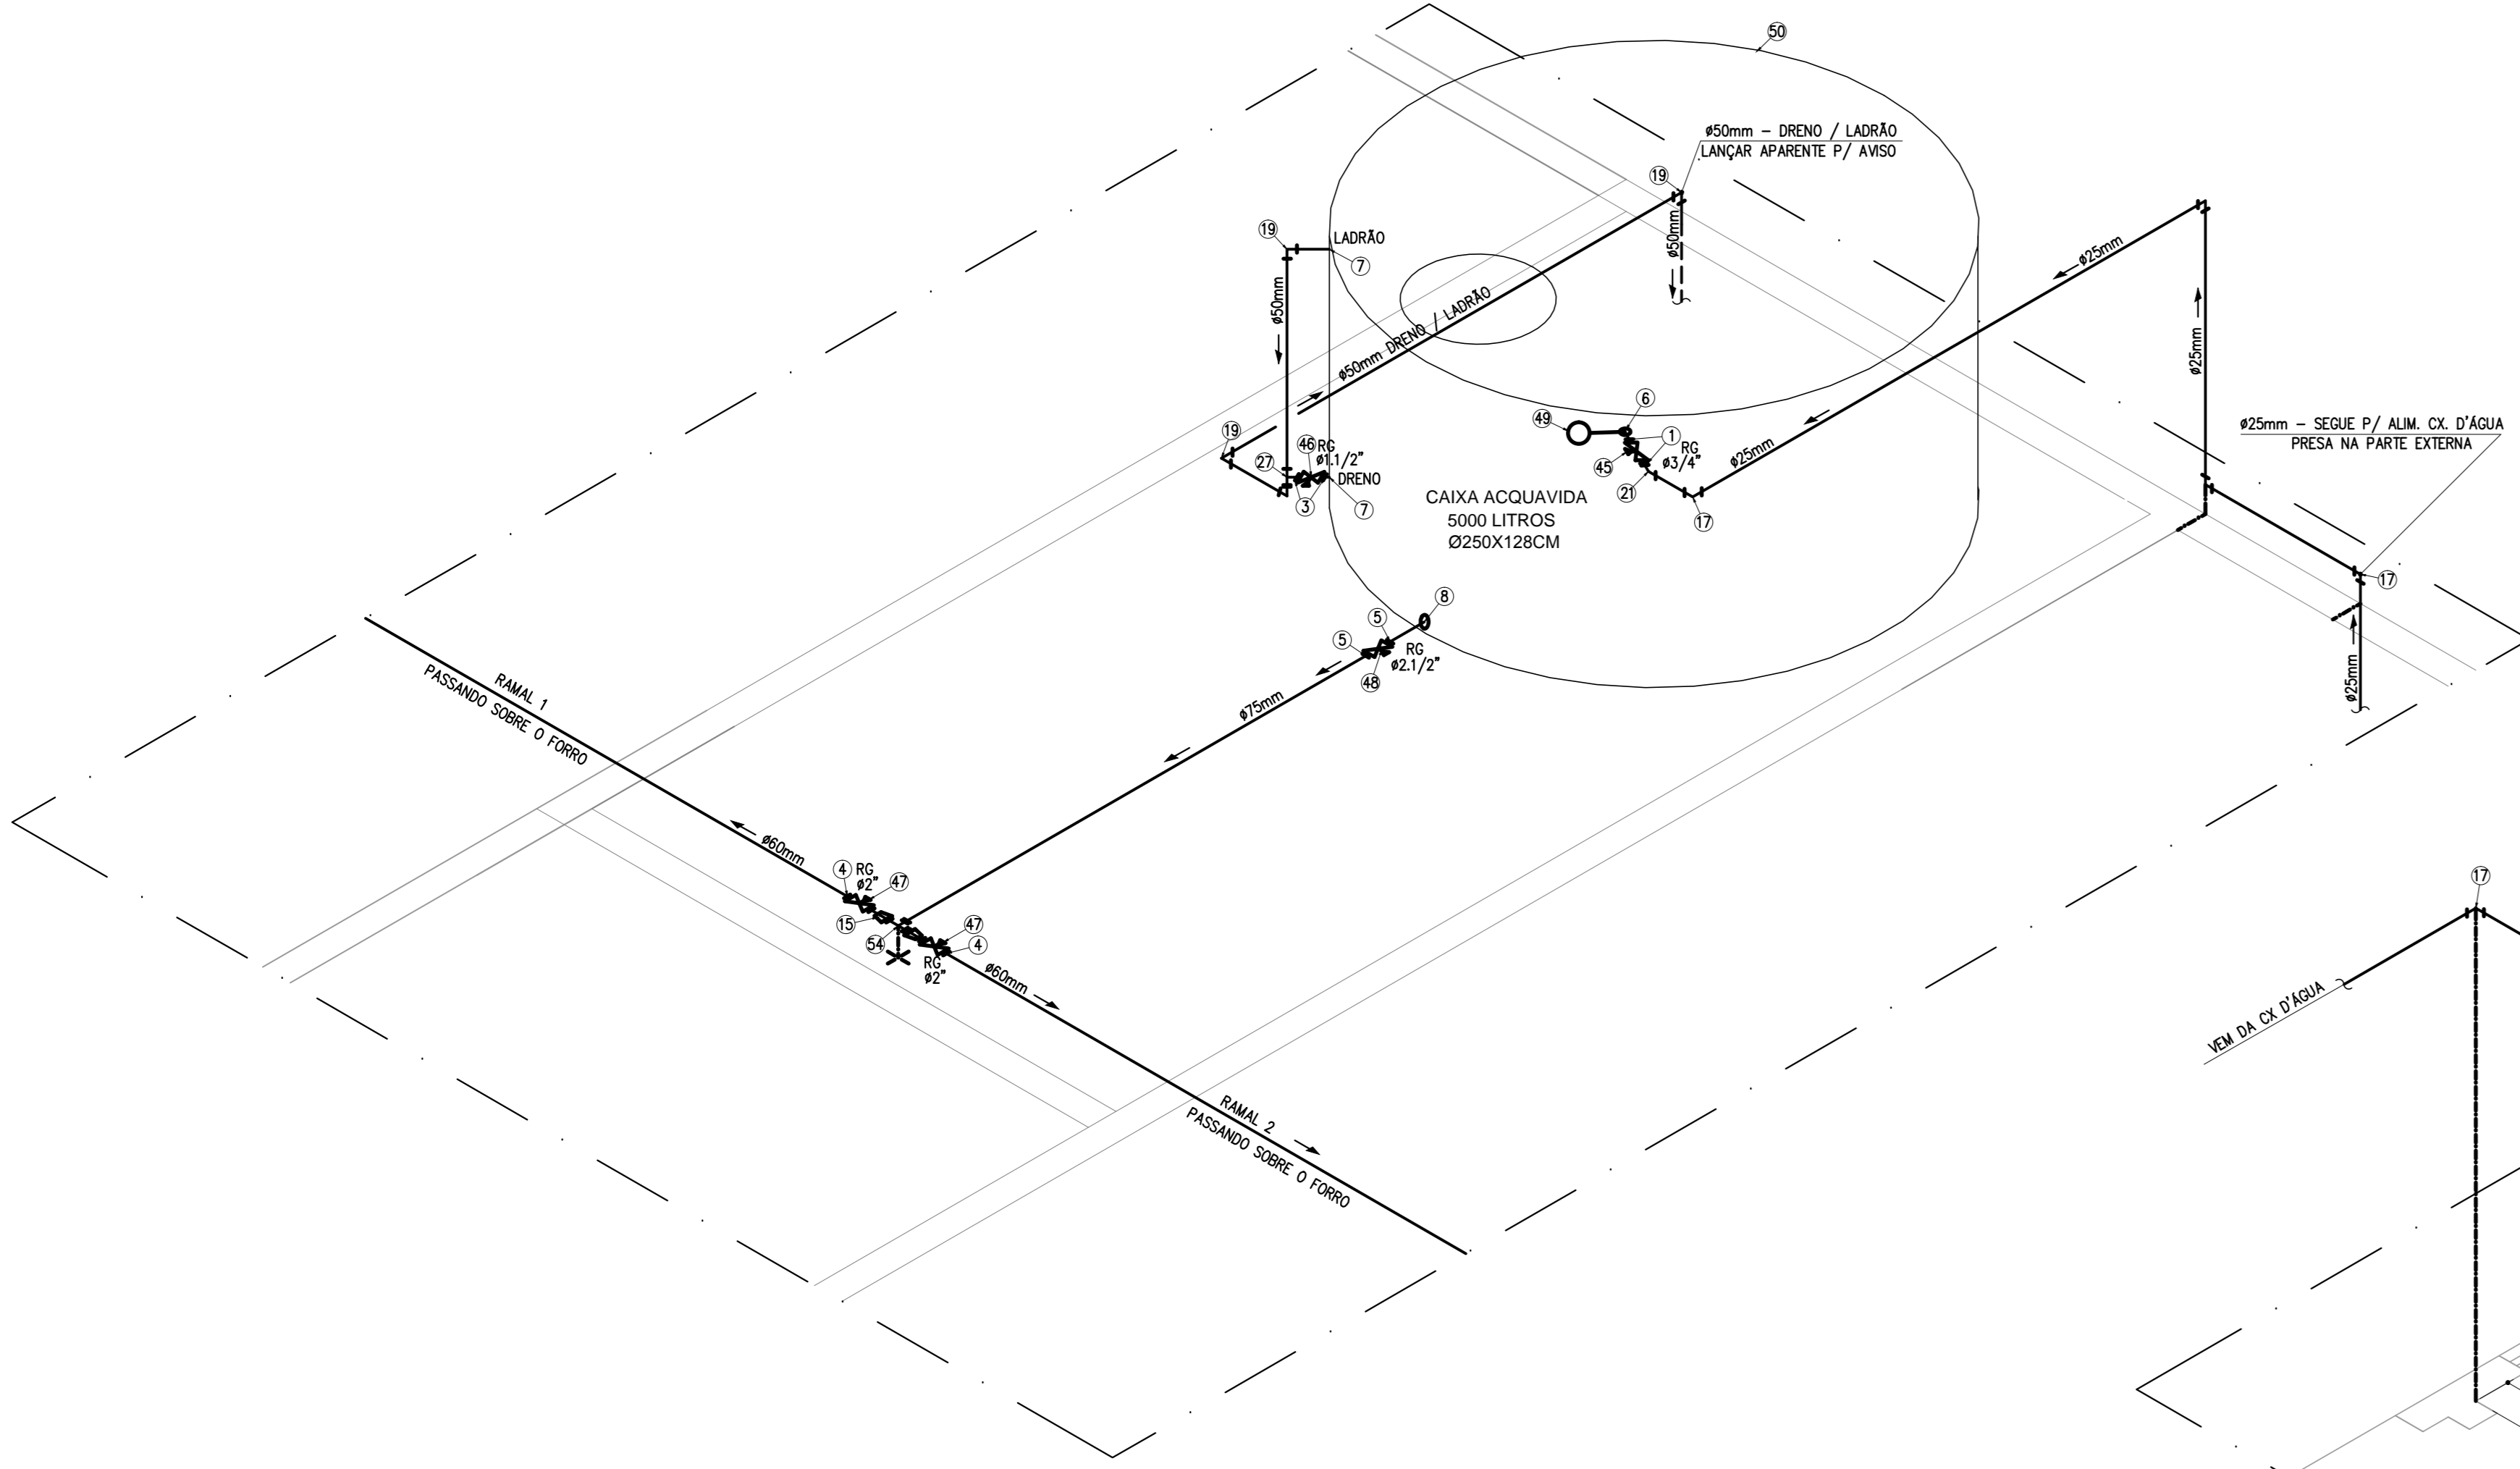 50
ø50mm – DRENO / LADRÃO
LANÇAR APARENTE P/ AVISO
19
ø50mm
19
LADRÃO
7
ø50mm
ø50mm DRENO / LADRÃO
ø25mm
ø25mm
ø25mm – SEGUE P/ ALIM. CX. D'ÁGUA
PRESA NA PARTE EXTERNA
17
ø25mm
19
46
RG
ø1.1/2"
27
DRENO
3
7
49
6
1
RG
ø3/4"
45
21
17
ø25mm
CAIXA ACQUAVIDA
5000 LITROS
Ø250X128CM
8
5
5
RG
ø2.1/2"
48
ø75mm
RAMAL 1
PASSANDO SOBRE O FORRO
ø60mm
4
RG
ø2"
47
15
54
47
4
RG
ø2"
ø60mm
RAMAL 2
PASSANDO SOBRE O FORRO
17
VEM DA CX D'ÁGUA